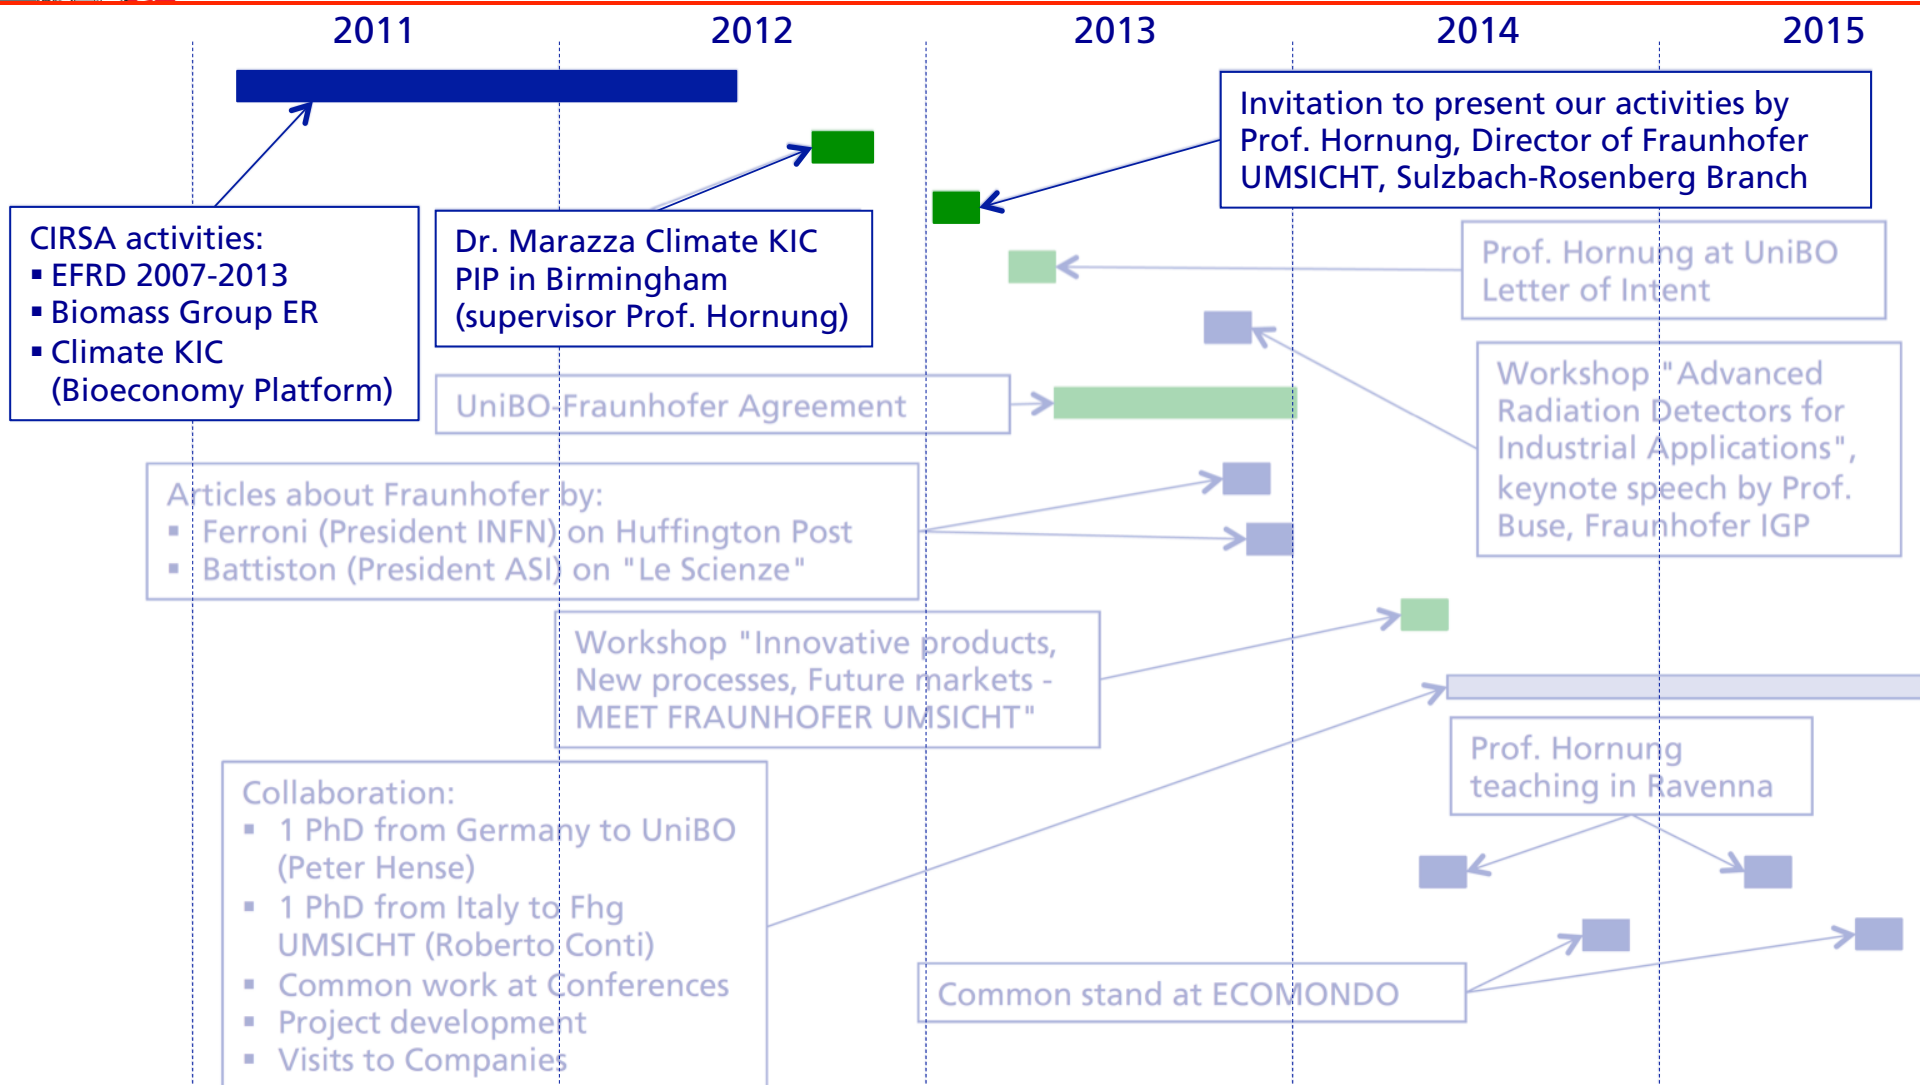 2011
2012
2013
2014
2015
Invitation to present our activities by
Prof. Hornung, Director of Fraunhofer
UMSICHT, Sulzbach-Rosenberg Branch
CIRSA activities:
▪ EFRD 2007-2013
▪ Biomass Group ER
▪ Climate KIC
(Bioeconomy Platform)
Dr. Marazza Climate KIC
PIP in Birmingham
(supervisor Prof. Hornung)
Prof. Hornung at UniBO
Letter of Intent
UniBO-Fraunhofer Agreement
Workshop "Advanced
Radiation Detectors for
Industrial Applications",
keynote speech by Prof.
Buse, Fraunhofer IGP
Articles about Fraunhofer by:
▪ Ferroni (President INFN) on Huffington Post
▪ Battiston (President ASI) on "Le Scienze"
Workshop "Innovative products,
New processes, Future markets -
MEET FRAUNHOFER UMSICHT"
Prof. Hornung
teaching in Ravenna
Collaboration:
▪ 1 PhD from Germany to UniBO
(Peter Hense)
▪ 1 PhD from Italy to Fhg
UMSICHT (Roberto Conti)
▪ Common work at Conferences
▪ Project development
▪ Visits to Companies
Common stand at ECOMONDO